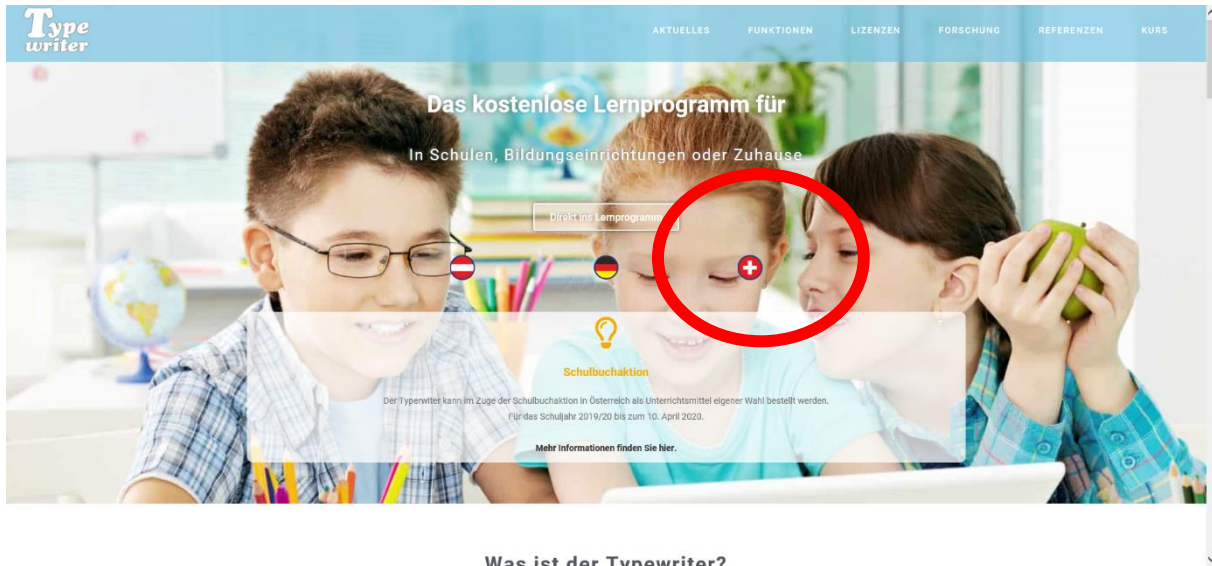 Type
writer
AKTUELLES FUNKTIONEN LIZENZEN FORSCHUNG REFERENZEN KURS
Das kostenlose Lernprogramm für
In Schulen, Bildungseinrichtungen oder Zuhause
Direkt ins Lernprogramm
Schulbuchaktion
Der Typerwiter kann im Zuge der Schulbuchaktion in Österreich als Unterrichtsmittel eigener Wahl bestellt werden.
Für das Schuljahr 2019/20 bis zum 10. April 2020.
Mehr Informationen finden Sie hier.
Was ist der Typewriter?